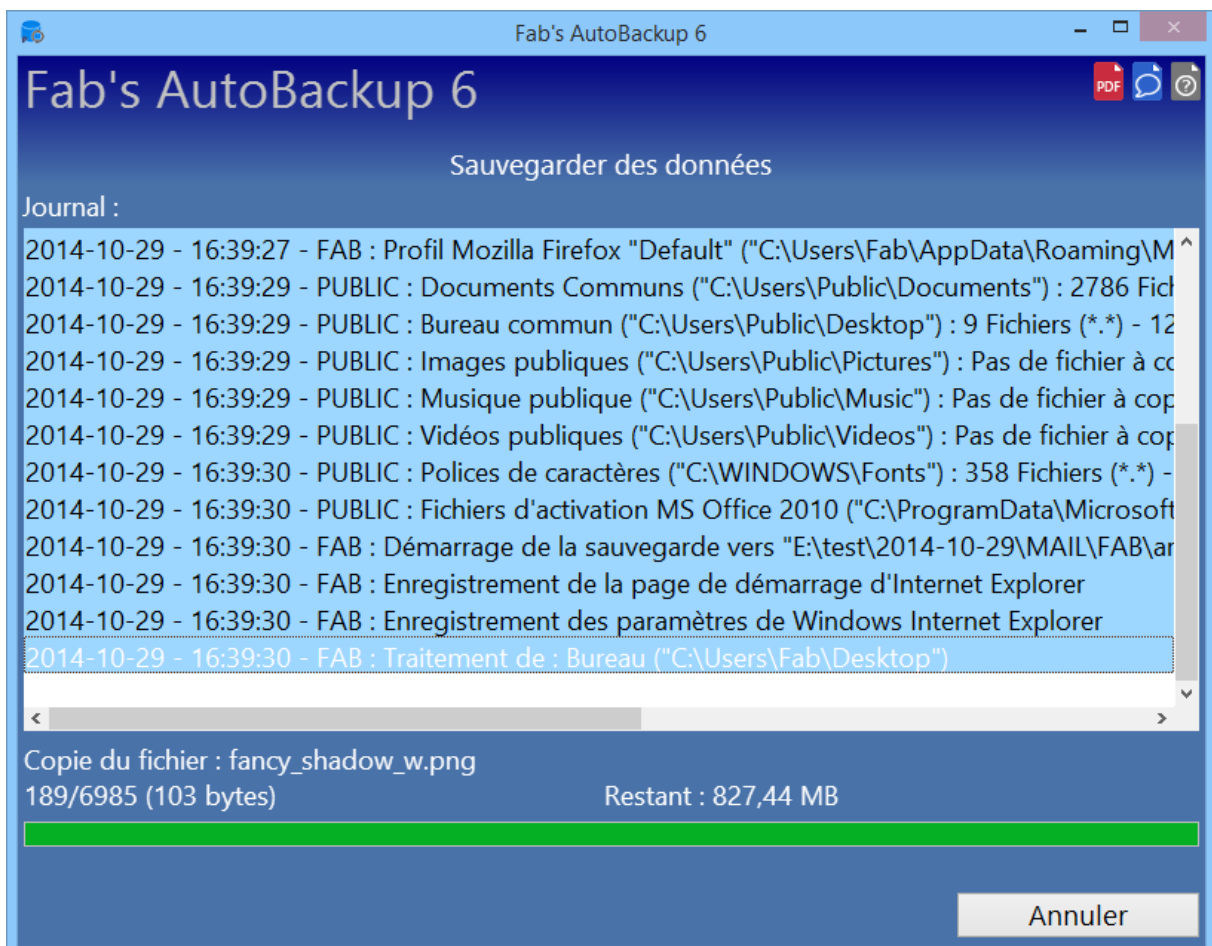 Fab's AutoBackup 6
Fab's AutoBackup 6
PDF
Sauvegarder des données
Journal :
2014-10-29 - 16:39:27 - FAB : Profil Mozilla Firefox "Default" ("C:\Users\Fab\AppData\Roaming\M
2014-10-29 - 16:39:29 - PUBLIC : Documents Communs ("C:\Users\Public\Documents") : 2786 Fich
2014-10-29 - 16:39:29 - PUBLIC : Bureau commun ("C:\Users\Public\Desktop") : 9 Fichiers (*.*) - 12
2014-10-29 - 16:39:29 - PUBLIC : Images publiques ("C:\Users\Public\Pictures") : Pas de fichier à co
2014-10-29 - 16:39:29 - PUBLIC : Musique publique ("C:\Users\Public\Music") : Pas de fichier à cop
2014-10-29 - 16:39:29 - PUBLIC : Vidéos publiques ("C:\Users\Public\Videos") : Pas de fichier à cop
2014-10-29 - 16:39:30 - PUBLIC : Polices de caractères ("C:\WINDOWS\Fonts") : 358 Fichiers (*.*) -
2014-10-29 - 16:39:30 - PUBLIC : Fichiers d'activation MS Office 2010 ("C:\ProgramData\Microsoft
2014-10-29 - 16:39:30 - FAB : Démarrage de la sauvegarde vers "E:\test\2014-10-29\MAIL\FAB\ar
2014-10-29 - 16:39:30 - FAB : Enregistrement de la page de démarrage d'Internet Explorer
2014-10-29 - 16:39:30 - FAB : Enregistrement des paramètres de Windows Internet Explorer
2014-10-29 - 16:39:30 - FAB : Traitement de : Bureau ("C:\Users\Fab\Desktop")
Copie du fichier : fancy_shadow_w.png
189/6985 (103 bytes) Restant : 827,44 MB
Annuler